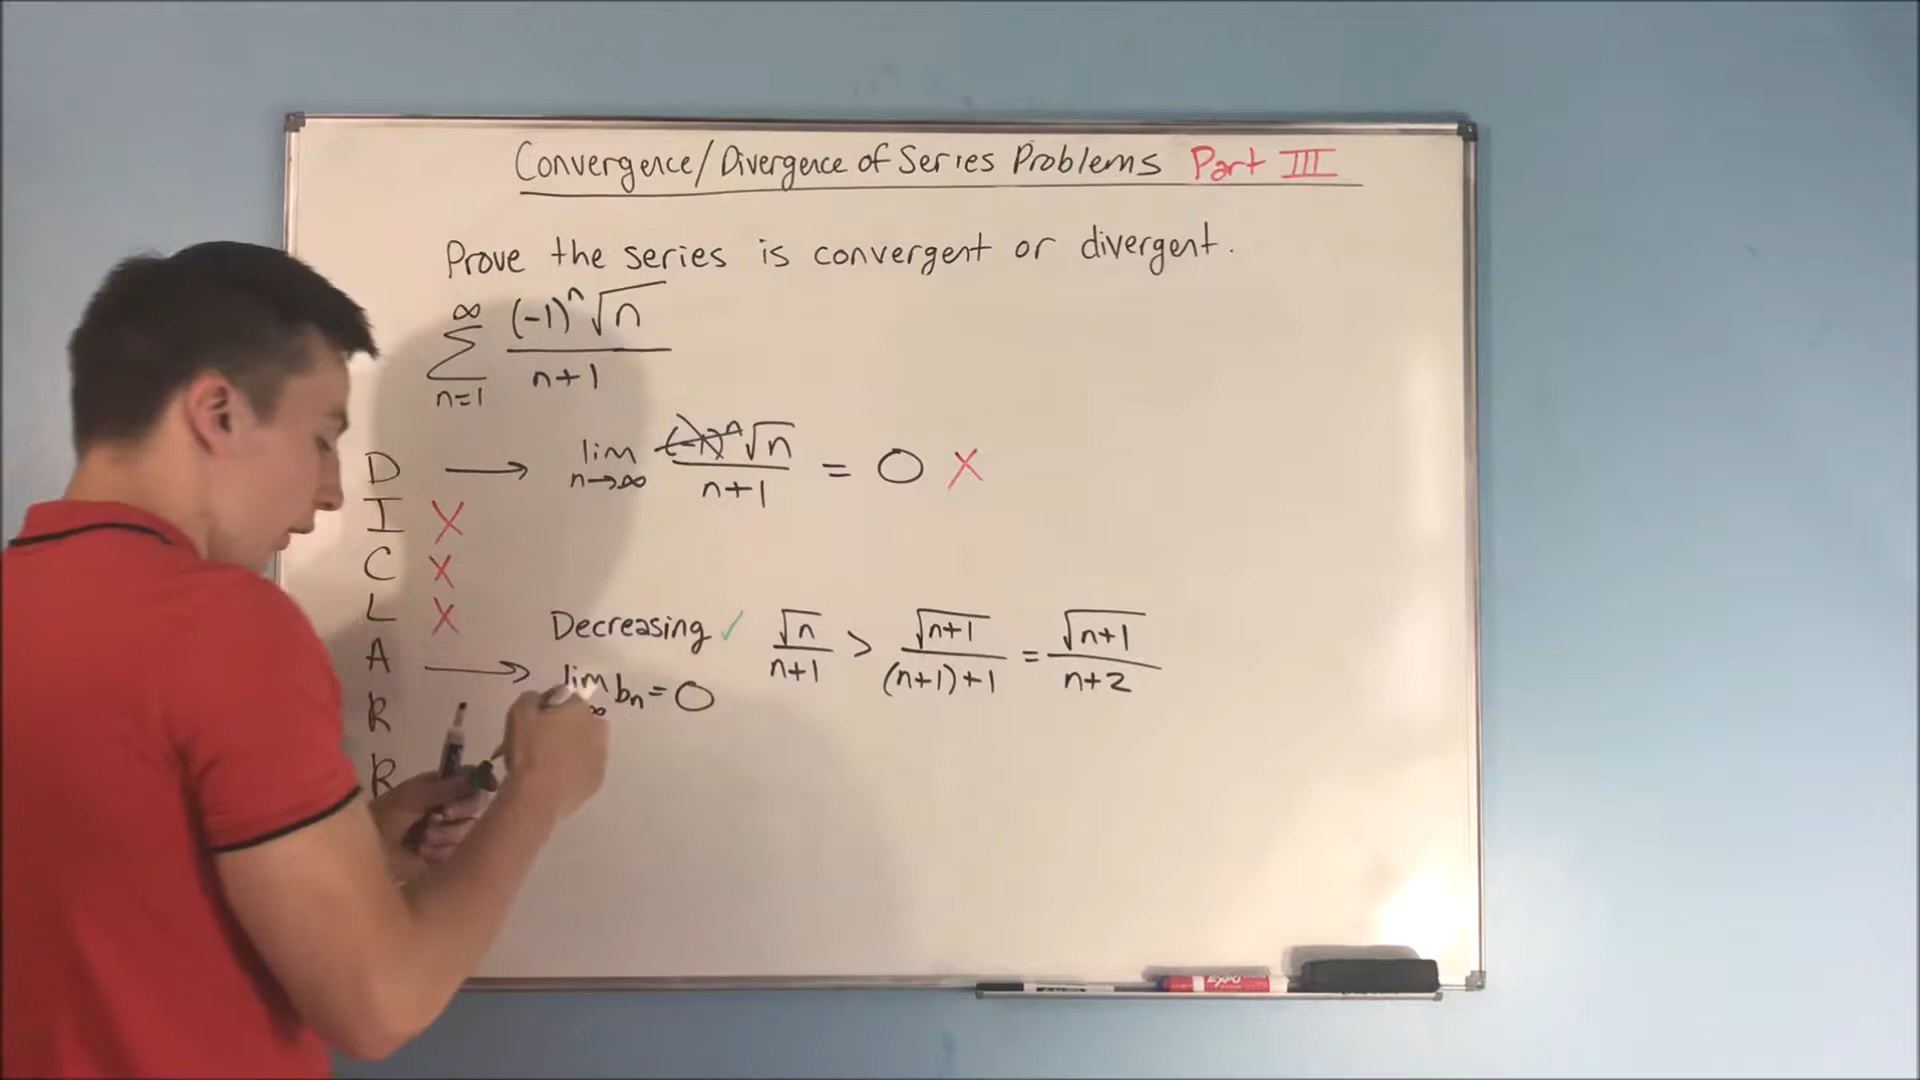 Convergence/Divergence of Series Problems Part III
Prove the series is convergent or divergent.
∞
∑ (-1)ⁿ√n / n+1
n=1
D → lim n→∞ (-1)ⁿ√n / n+1 = 0 X
I X
C X
L X
Decreasing ✓ √n / n+1 > √n+1 / (n+1)+1 = √n+1 / n+2
A → lim ∞ bn = 0
R
R
EXPO